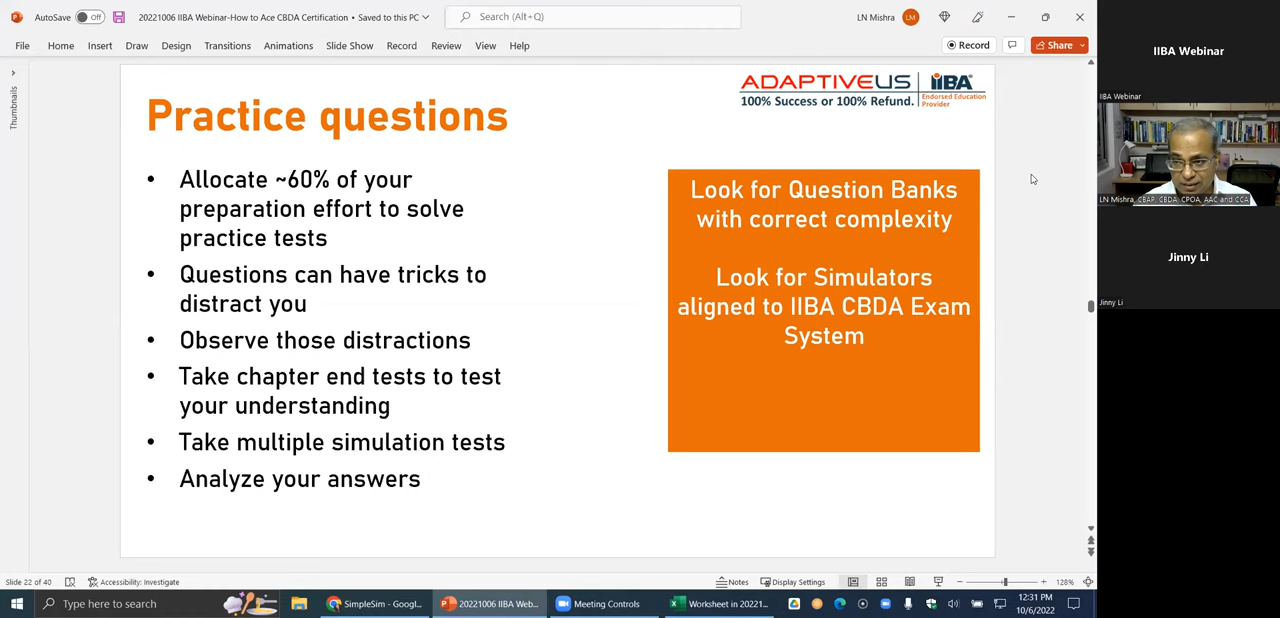 AutoSave Off 20221006 IIBA Webinar-How to Ace CBDA Certification • Saved to this PC Search (Alt+Q) LN Mishra LM
File Home Insert Draw Design Transitions Animations Slide Show Record Review View Help Record Share
Thumbnails
ADAPTIVEUS
100% Success or 100% Refund.
IIBA
Endorsed Education
Provider
Practice questions
• Allocate ~60% of your
preparation effort to solve
practice tests
• Questions can have tricks to
distract you
• Observe those distractions
• Take chapter end tests to test
your understanding
• Take multiple simulation tests
• Analyze your answers
Look for Question Banks
with correct complexity
Look for Simulators
aligned to IIBA CBDA Exam
System
IIBA Webinar
IIBA Webinar
LN Mishra, CBAP, CBDA, CPOA, AAC and CCA
Jinny Li
Jinny Li
Slide 22 of 40 Accessibility: Investigate Notes Display Settings 128%
Type here to search SimpleSim - Googl... 20221006 IIBA Web... Meeting Controls Worksheet in 20221... 12:31 PM
10/6/2022